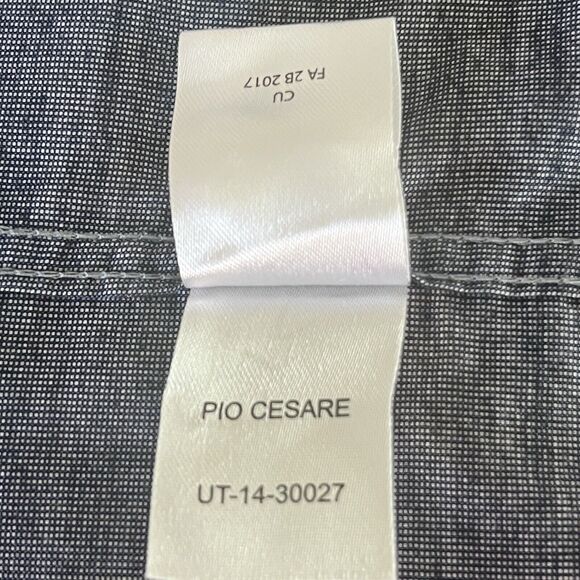 CU
FA 2B 2017
PIO CESARE
UT-14-30027